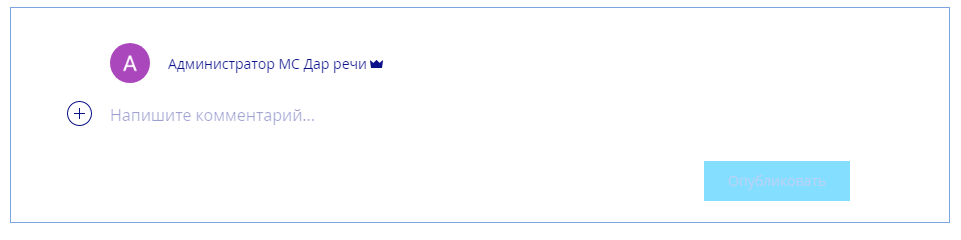 А
Администратор МС Дар речи
Напишите комментарий...
Опубликовать